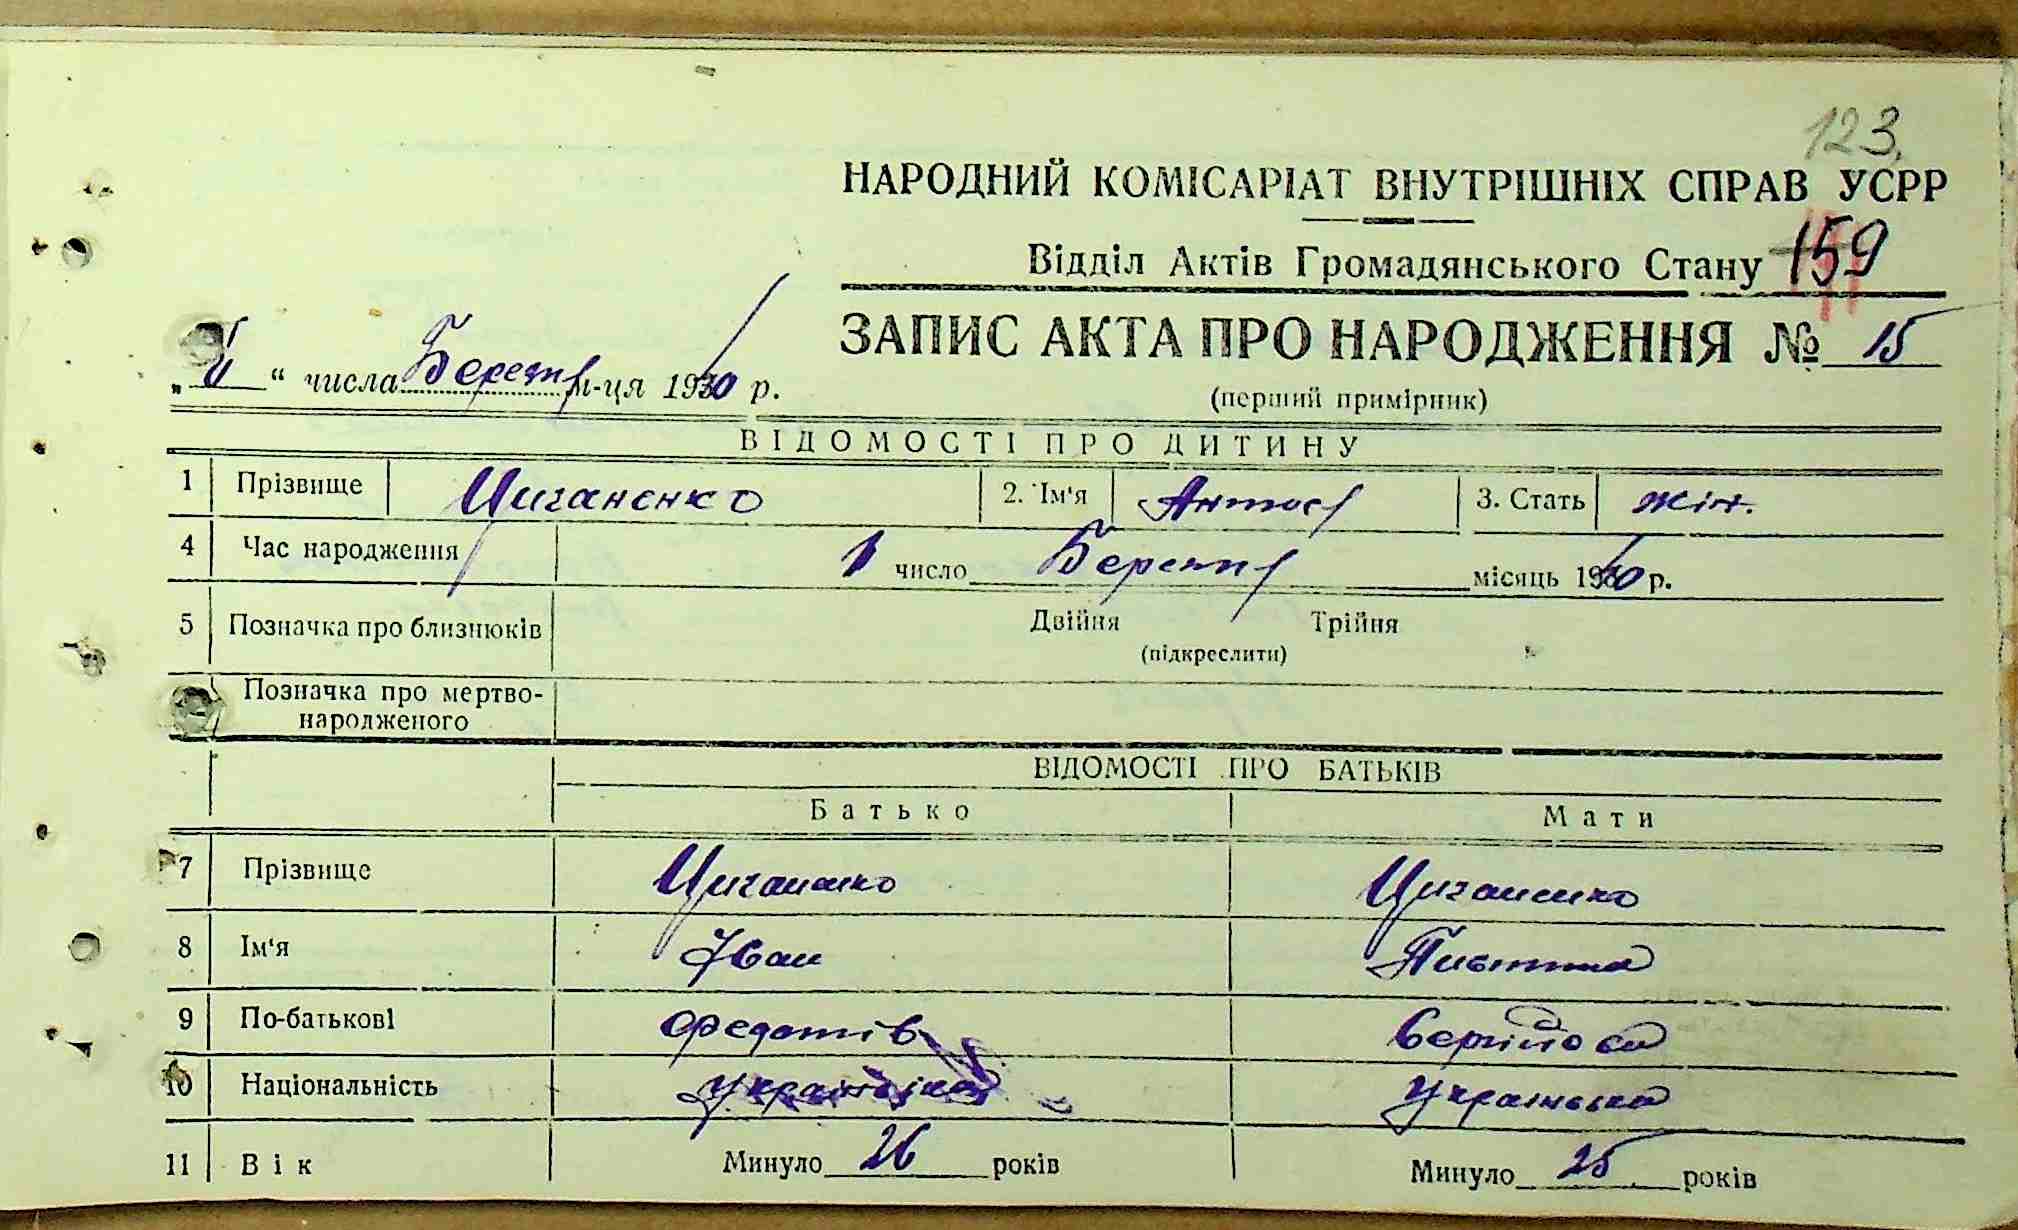 123.
НАРОДНИЙ КОМІСАРІАТ ВНУТРІШНІХ СПРАВ УСРР
Відділ Актів Громадянського Стану 159
ЗАПИС АКТА ПРО НАРОДЖЕННЯ № 15
„ “ числа Березня м-ця 1930 р.
(перший примірник)
ВІДОМОСТІ ПРО ДИТИНУ
1 Прізвище Циганенко 2. Ім'я 3. Стать жін.
4 Час народження 1 число Березня місяць 1930 р.
5 Позначка про близнюків Двійня Трійня
(підкреслити)
Позначка про мертво-
народженого
ВІДОМОСТІ ПРО БАТЬКІВ
Батько Мати
7 Прізвище Циганенко Циганенко
8 Ім'я Іван
9 По-батькові Федотів
10 Національність Українська
11 Вік Минуло 26 років Минуло 25 років